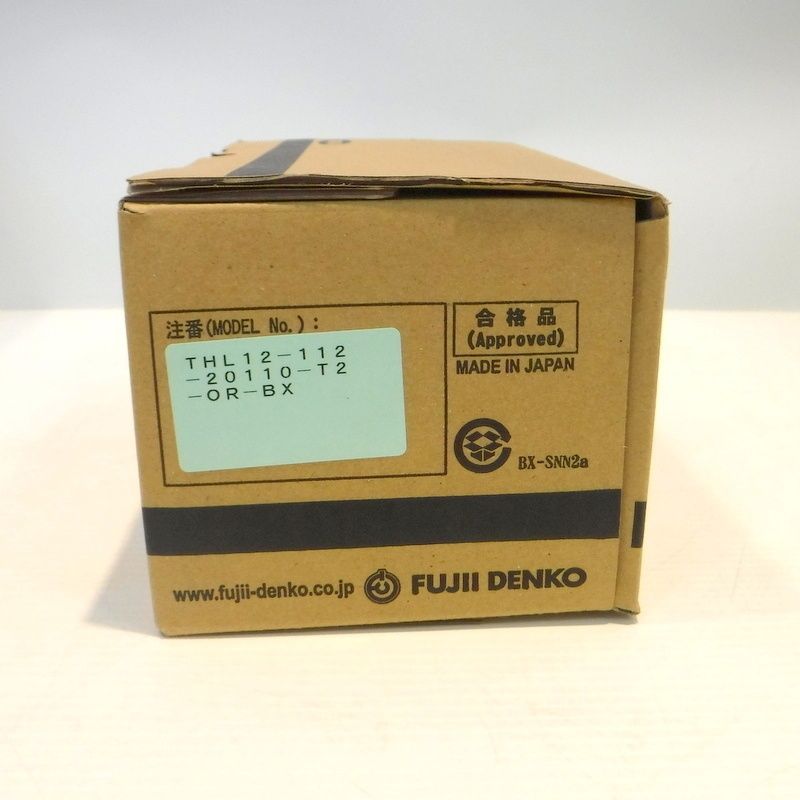 注番(MODEL No.):
THL12-112
-20110-T2
-OR-BX
合格品
(Approved)
MADE IN JAPAN
BX-SNN2a
www.fujii-denko.co.jp FUJII DENKO